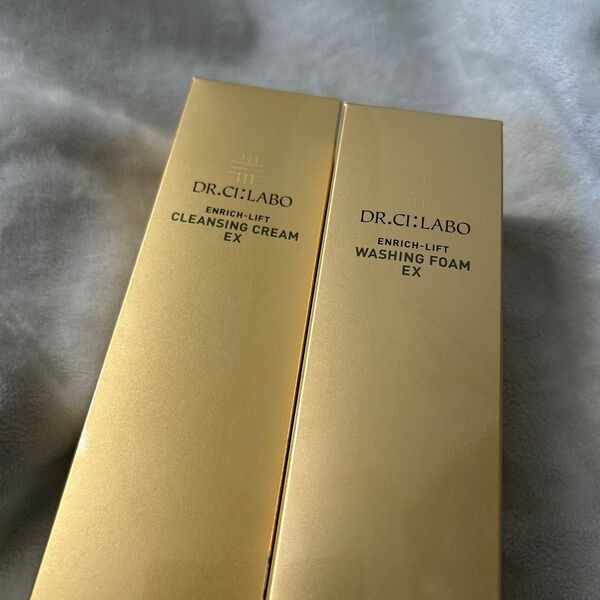 DR.CI:LABO
ENRICH-LIFT
CLEANSING CREAM
EX
DR.CI:LABO
ENRICH-LIFT
WASHING FOAM
EX